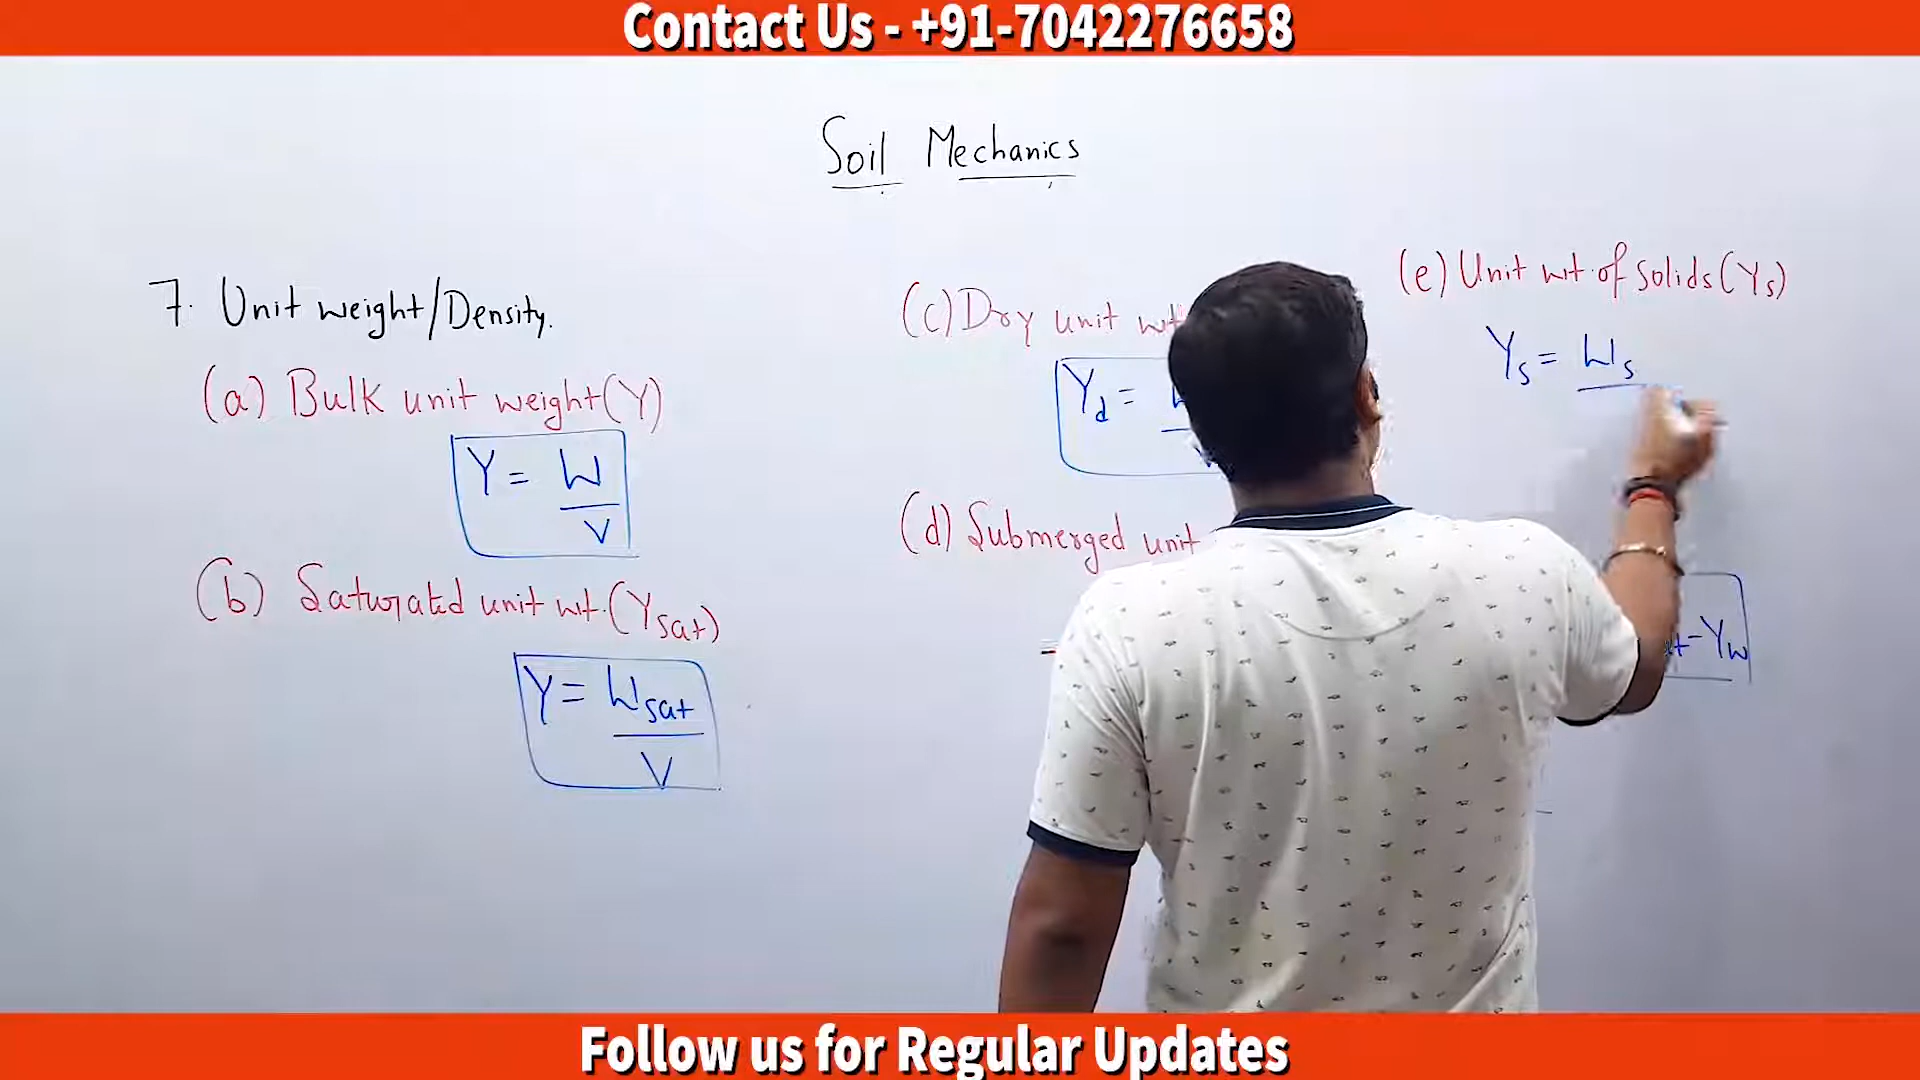 Contact Us - +91-7042276658
Soil Mechanics
7. Unit weight/Density.
(a) Bulk unit weight(γ)
γ = W
V
(b) Saturated unit wt.(γsat)
γ = Wsat
V
(c) Dry unit wt
γd =
(d) Submerged unit
-γw
(e) Unit wt. of solids(γs)
γs = Ws
Follow us for Regular Updates